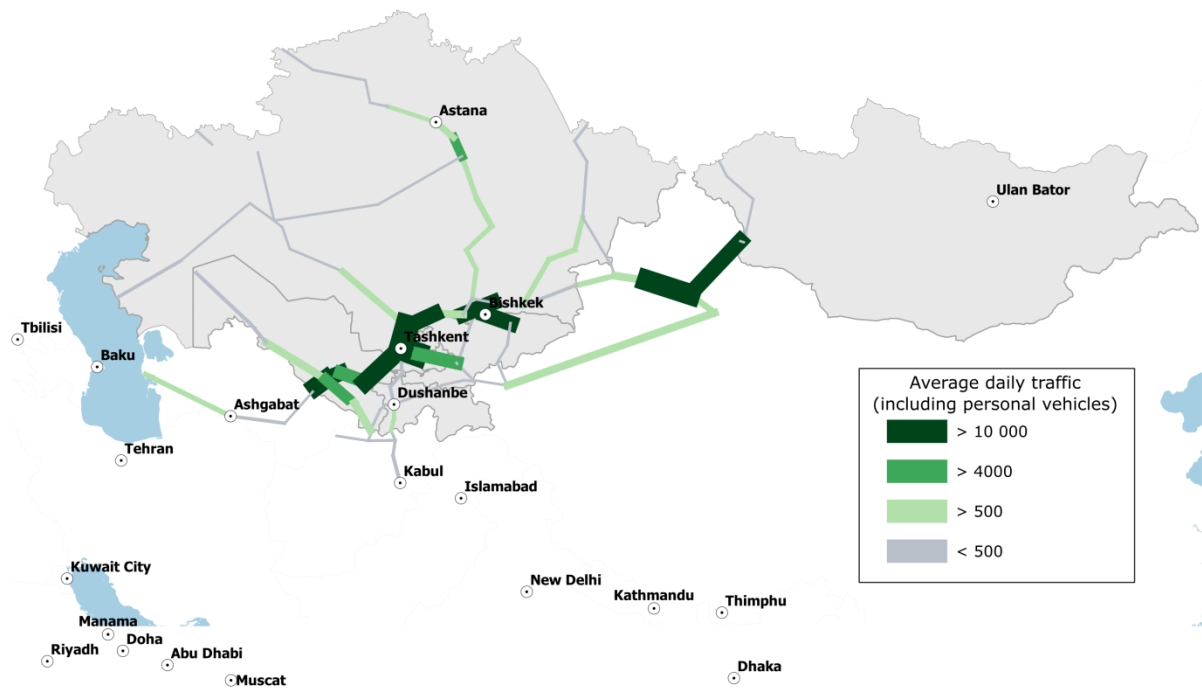 Astana
Ulan Bator
Bishkek
Tbilisi
Tashkent
Baku
Dushanbe
Ashgabat
Tehran
Kabul
Islamabad
Average daily traffic
(including personal vehicles)
> 10 000
> 4000
> 500
< 500
Kuwait City
New Delhi
Kathmandu
Thimphu
Manama
Doha
Riyadh
Abu Dhabi
Muscat
Dhaka